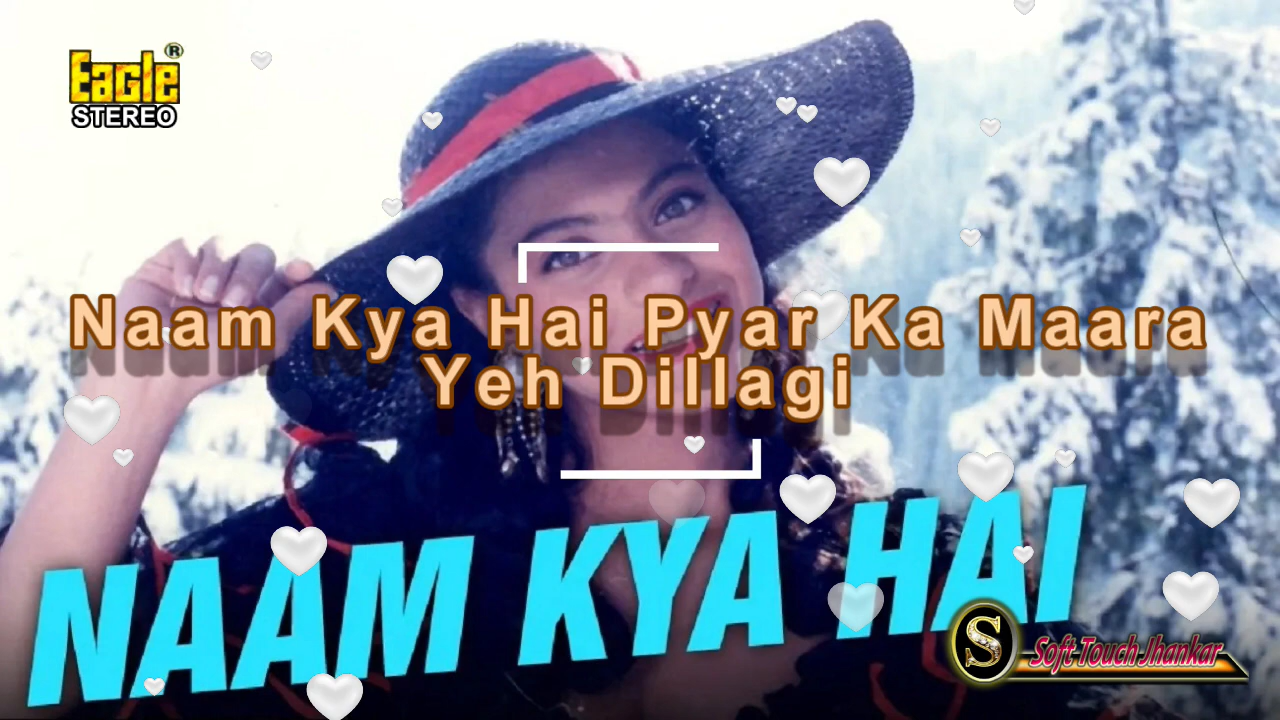 Eagle®
STEREO
Naam Kya Hai Pyar Ka Maara
Yeh Dillagi
NAAM KYA HAI
S
Soft Touch Jhankar